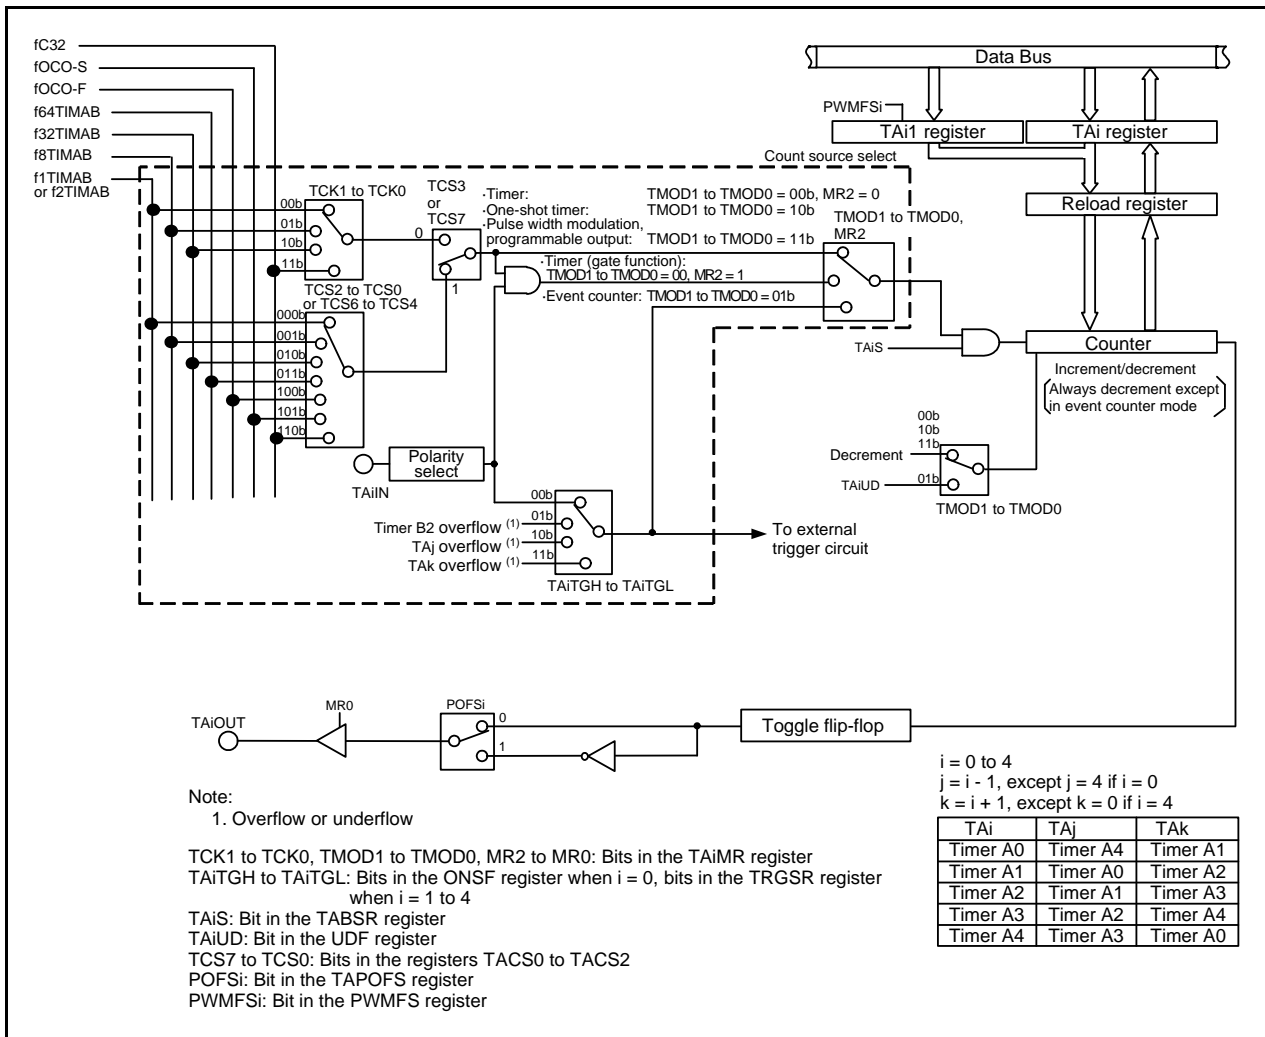 fC32
fOCO-S
fOCO-F
f64TIMAB
f32TIMAB
f8TIMAB
f1TIMAB
or f2TIMAB
Data Bus
PWMFSi
TAi1 register
TAi register
Reload register
Count source select
TCK1 to TCK0
00b
01b
10b
11b
TCS3
or
TCS7
0
1
·Timer: TMOD1 to TMOD0 = 00b, MR2 = 0
·One-shot timer: TMOD1 to TMOD0 = 10b
·Pulse width modulation,
programmable output: TMOD1 to TMOD0 = 11b
·Timer (gate function):
TMOD1 to TMOD0 = 00, MR2 = 1
·Event counter: TMOD1 to TMOD0 = 01b
TMOD1 to TMOD0,
MR2
TCS2 to TCS0
or TCS6 to TCS4
000b
001b
010b
011b
100b
101b
110b
TAiS
Counter
Increment/decrement
(Always decrement except
in event counter mode)
00b
10b
11b
Decrement
TAiUD
01b
TMOD1 to TMOD0
TAiIN
Polarity
select
00b
01b
10b
11b
Timer B2 overflow (1)
TAj overflow (1)
TAk overflow (1)
TAiTGH to TAiTGL
To external
trigger circuit
TAiOUT
MR0
POFSi
0
1
Toggle flip-flop
i = 0 to 4
j = i - 1, except j = 4 if i = 0
k = i + 1, except k = 0 if i = 4
TAi TAj TAk
Timer A0 Timer A4 Timer A1
Timer A1 Timer A0 Timer A2
Timer A2 Timer A1 Timer A3
Timer A3 Timer A2 Timer A4
Timer A4 Timer A3 Timer A0
Note:
1. Overflow or underflow
TCK1 to TCK0, TMOD1 to TMOD0, MR2 to MR0: Bits in the TAiMR register
TAiTGH to TAiTGL: Bits in the ONSF register when i = 0, bits in the TRGSR register
when i = 1 to 4
TAiS: Bit in the TABSR register
TAiUD: Bit in the UDF register
TCS7 to TCS0: Bits in the registers TACS0 to TACS2
POFSi: Bit in the TAPOFS register
PWMFSi: Bit in the PWMFS register